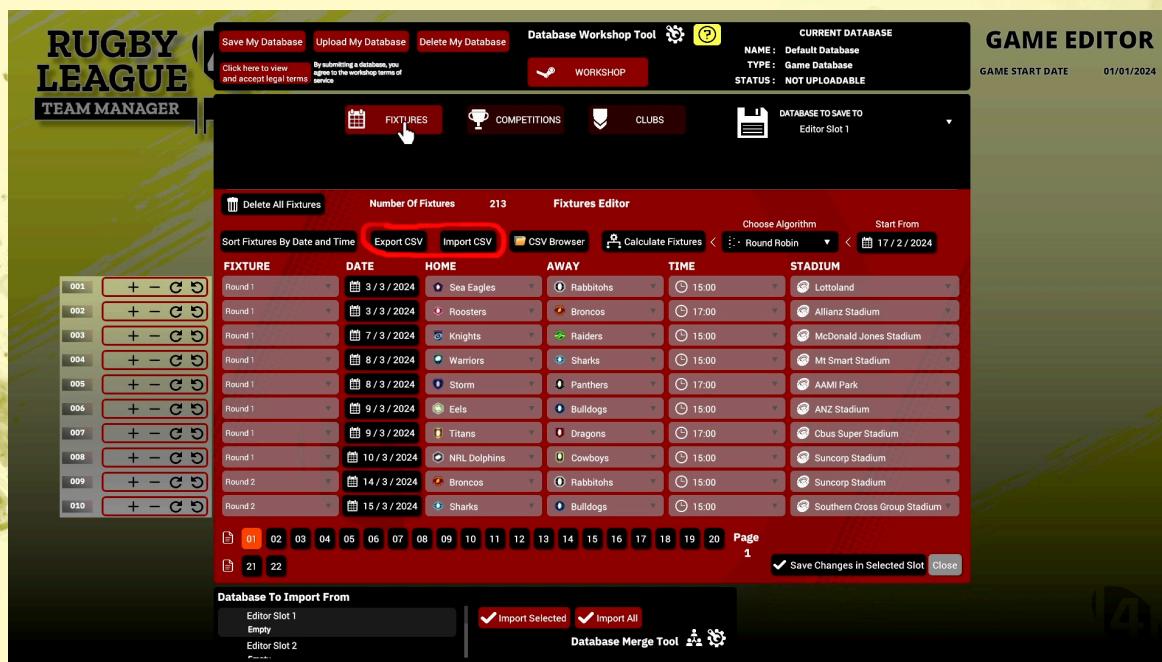 RUGBY
LEAGUE
TEAM MANAGER
Save My Database Upload My Database Delete My Database
Click here to view
and accept legal terms
By submitting a database, you
agree to the workshop terms of
service
Database Workshop Tool ?
WORKSHOP
CURRENT DATABASE
NAME : Default Database
TYPE : Game Database
STATUS : NOT UPLOADABLE
GAME EDITOR
GAME START DATE 01/01/2024
FIXTURES COMPETITIONS CLUBS
DATABASE TO SAVE TO
Editor Slot 1
Delete All Fixtures Number Of Fixtures 213 Fixtures Editor
Choose Algorithm Start From
Sort Fixtures By Date and Time Export CSV Import CSV CSV Browser Calculate Fixtures < Round Robin < 17 / 2 / 2024
FIXTURE DATE HOME AWAY TIME STADIUM
001 + − Round 1 3 / 3 / 2024 Sea Eagles Rabbitohs 15:00 Lottoland
002 + − Round 1 3 / 3 / 2024 Roosters Broncos 17:00 Allianz Stadium
003 + − Round 1 7 / 3 / 2024 Knights Raiders 15:00 McDonald Jones Stadium
004 + − Round 1 8 / 3 / 2024 Warriors Sharks 15:00 Mt Smart Stadium
005 + − Round 1 8 / 3 / 2024 Storm Panthers 17:00 AAMI Park
006 + − Round 1 9 / 3 / 2024 Eels Bulldogs 15:00 ANZ Stadium
007 + − Round 1 9 / 3 / 2024 Titans Dragons 17:00 Cbus Super Stadium
008 + − Round 1 10 / 3 / 2024 NRL Dolphins Cowboys 15:00 Suncorp Stadium
009 + − Round 2 14 / 3 / 2024 Broncos Rabbitohs 15:00 Suncorp Stadium
010 + − Round 2 15 / 3 / 2024 Sharks Bulldogs 15:00 Southern Cross Group Stadium
01 02 03 04 05 06 07 08 09 10 11 12 13 14 15 16 17 18 19 20 Page
1
21 22
Save Changes in Selected Slot Close
Database To Import From
Editor Slot 1
Empty
Editor Slot 2
Import Selected Import All
Database Merge Tool
4